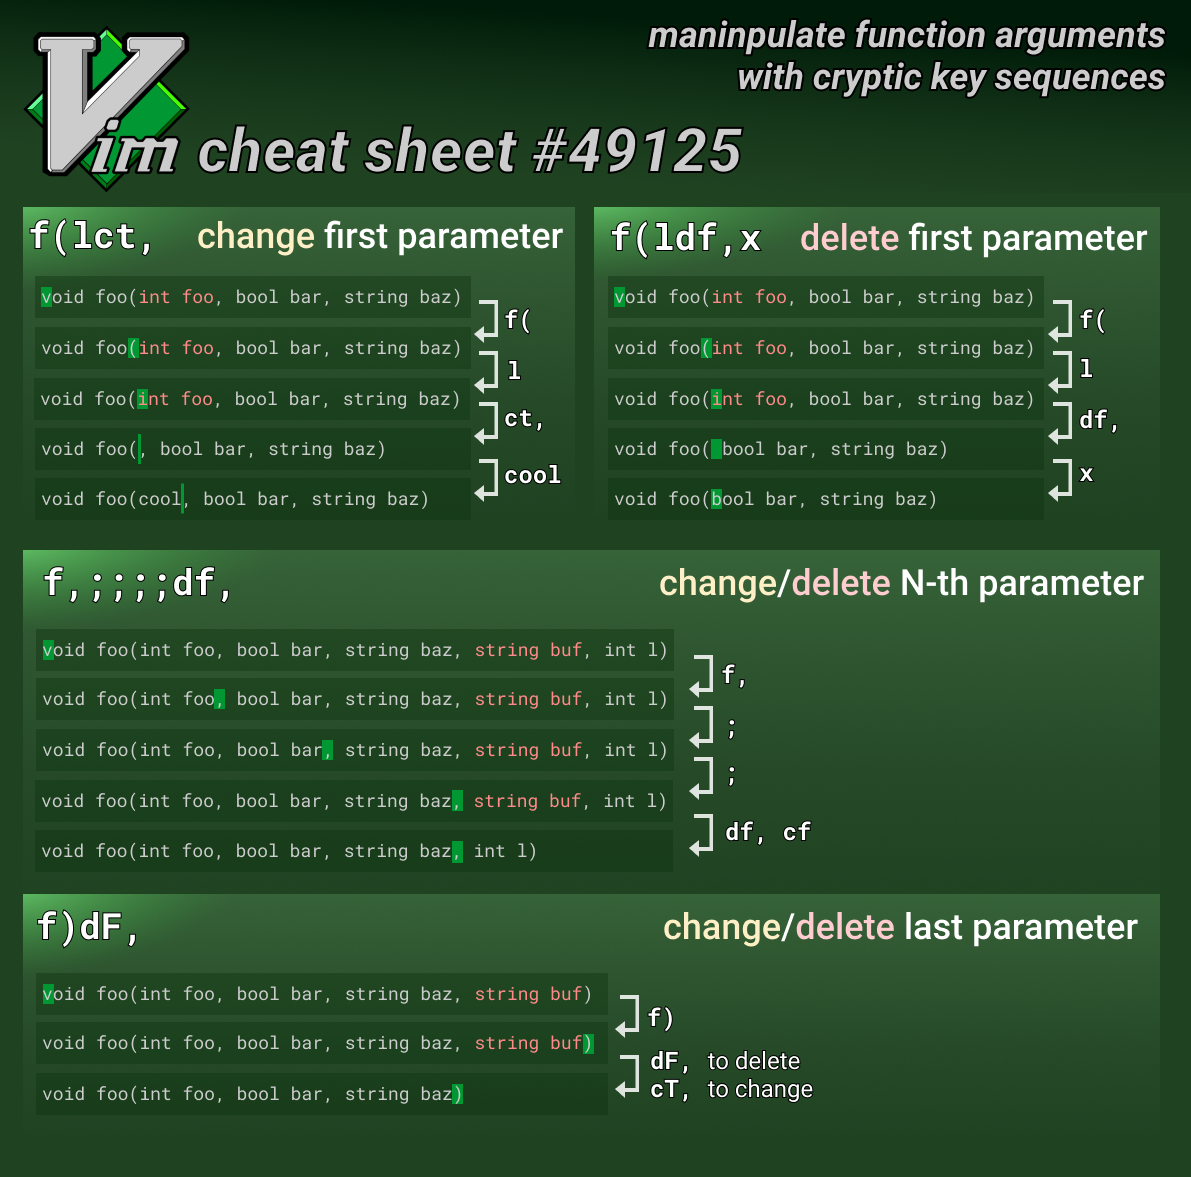 maninpulate function arguments
with cryptic key sequences
Vim cheat sheet #49125
f(lct, change first parameter
void foo(int foo, bool bar, string baz)
f(
void foo(int foo, bool bar, string baz)
l
void foo(int foo, bool bar, string baz)
ct,
void foo(, bool bar, string baz)
cool
void foo(cool, bool bar, string baz)
f(ldf,x delete first parameter
void foo(int foo, bool bar, string baz)
f(
void foo(int foo, bool bar, string baz)
l
void foo(int foo, bool bar, string baz)
df,
void foo( bool bar, string baz)
x
void foo(bool bar, string baz)
f,;;;;df, change/delete N-th parameter
void foo(int foo, bool bar, string baz, string buf, int l)
f,
void foo(int foo, bool bar, string baz, string buf, int l)
;
void foo(int foo, bool bar, string baz, string buf, int l)
;
void foo(int foo, bool bar, string baz, string buf, int l)
df, cf
void foo(int foo, bool bar, string baz, int l)
f)dF, change/delete last parameter
void foo(int foo, bool bar, string baz, string buf)
f)
void foo(int foo, bool bar, string baz, string buf)
dF, to delete
cT, to change
void foo(int foo, bool bar, string baz)